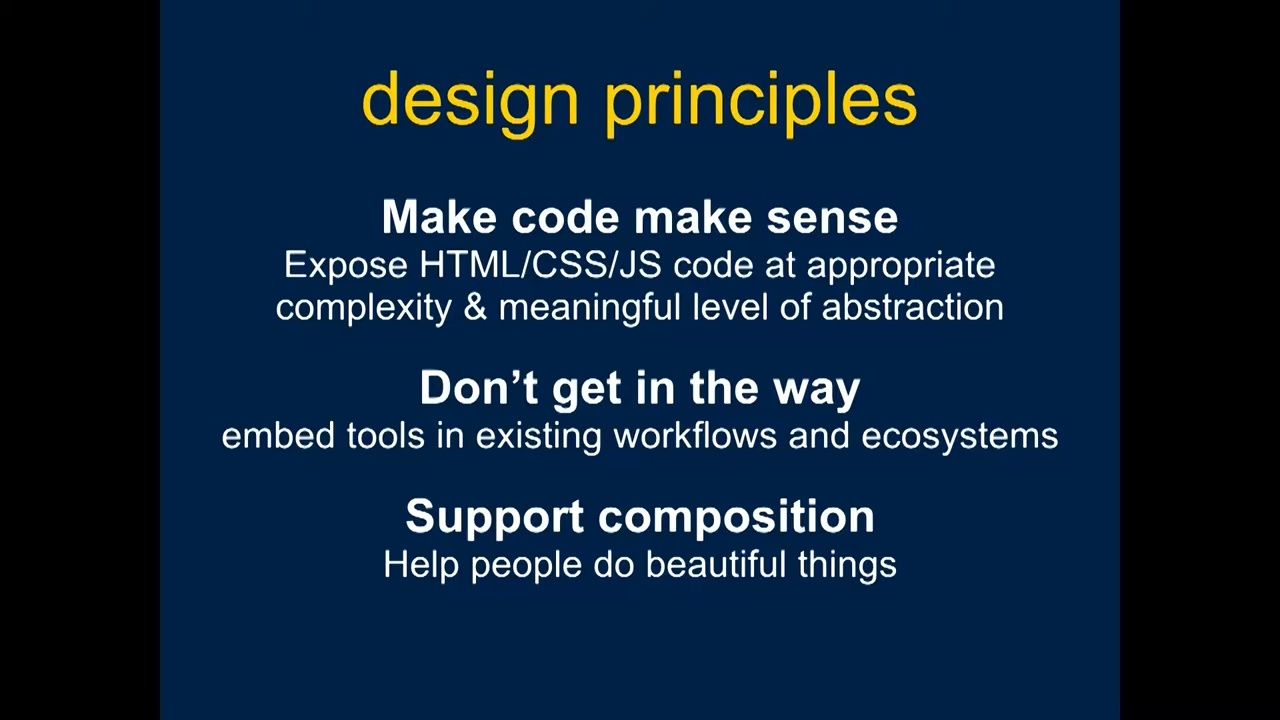 design principles
Make code make sense
Expose HTML/CSS/JS code at appropriate
complexity & meaningful level of abstraction
Don’t get in the way
embed tools in existing workflows and ecosystems
Support composition
Help people do beautiful things